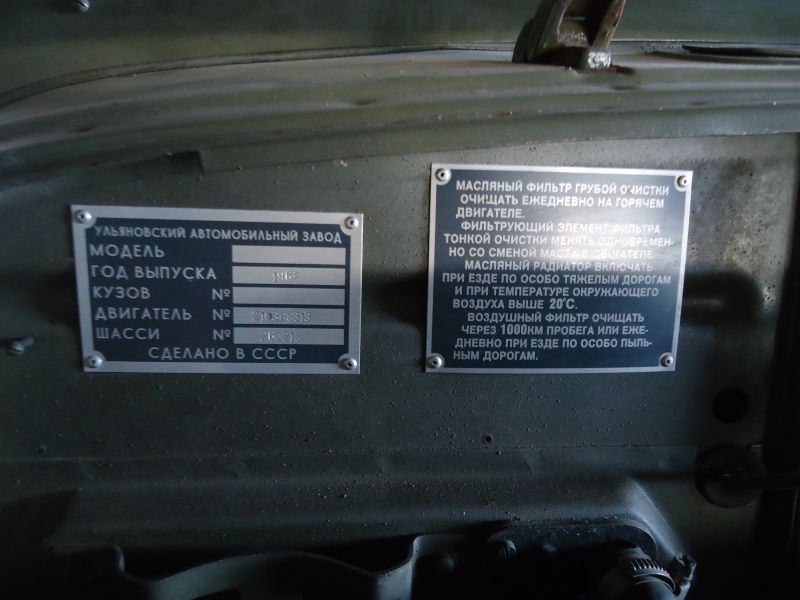 УЛЬЯНОВСКИЙ АВТОМОБИЛЬНЫЙ ЗАВОД
МОДЕЛЬ
ГОД ВЫПУСКА 1968
КУЗОВ №
ДВИГАТЕЛЬ №
ШАССИ №
СДЕЛАНО В СССР
МАСЛЯНЫЙ ФИЛЬТР ГРУБОЙ ОЧИСТКИ
ОЧИЩАТЬ ЕЖЕДНЕВНО НА ГОРЯЧЕМ
ДВИГАТЕЛЕ.
ФИЛЬТРУЮЩИЙ ЭЛЕМЕНТ ФИЛЬТРА
ТОНКОЙ ОЧИСТКИ МЕНЯТЬ ОДНОВРЕМЕН-
НО СО СМЕНОЙ МАСЛА В ДВИГАТЕЛЕ.
МАСЛЯНЫЙ РАДИАТОР ВКЛЮЧАТЬ
ПРИ ЕЗДЕ ПО ОСОБО ТЯЖЕЛЫМ ДОРОГАМ
И ПРИ ТЕМПЕРАТУРЕ ОКРУЖАЮЩЕГО
ВОЗДУХА ВЫШЕ 20°С.
ВОЗДУШНЫЙ ФИЛЬТР ОЧИЩАТЬ
ЧЕРЕЗ 1000КМ ПРОБЕГА ИЛИ ЕЖЕ-
ДНЕВНО ПРИ ЕЗДЕ ПО ОСОБО ПЫЛЬ-
НЫМ ДОРОГАМ.